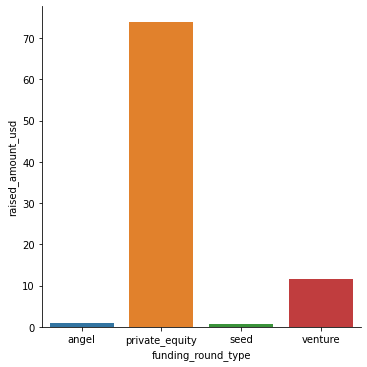 raised_amount_usd
70
60
50
40
30
20
10
0
angel private_equity seed venture
funding_round_type